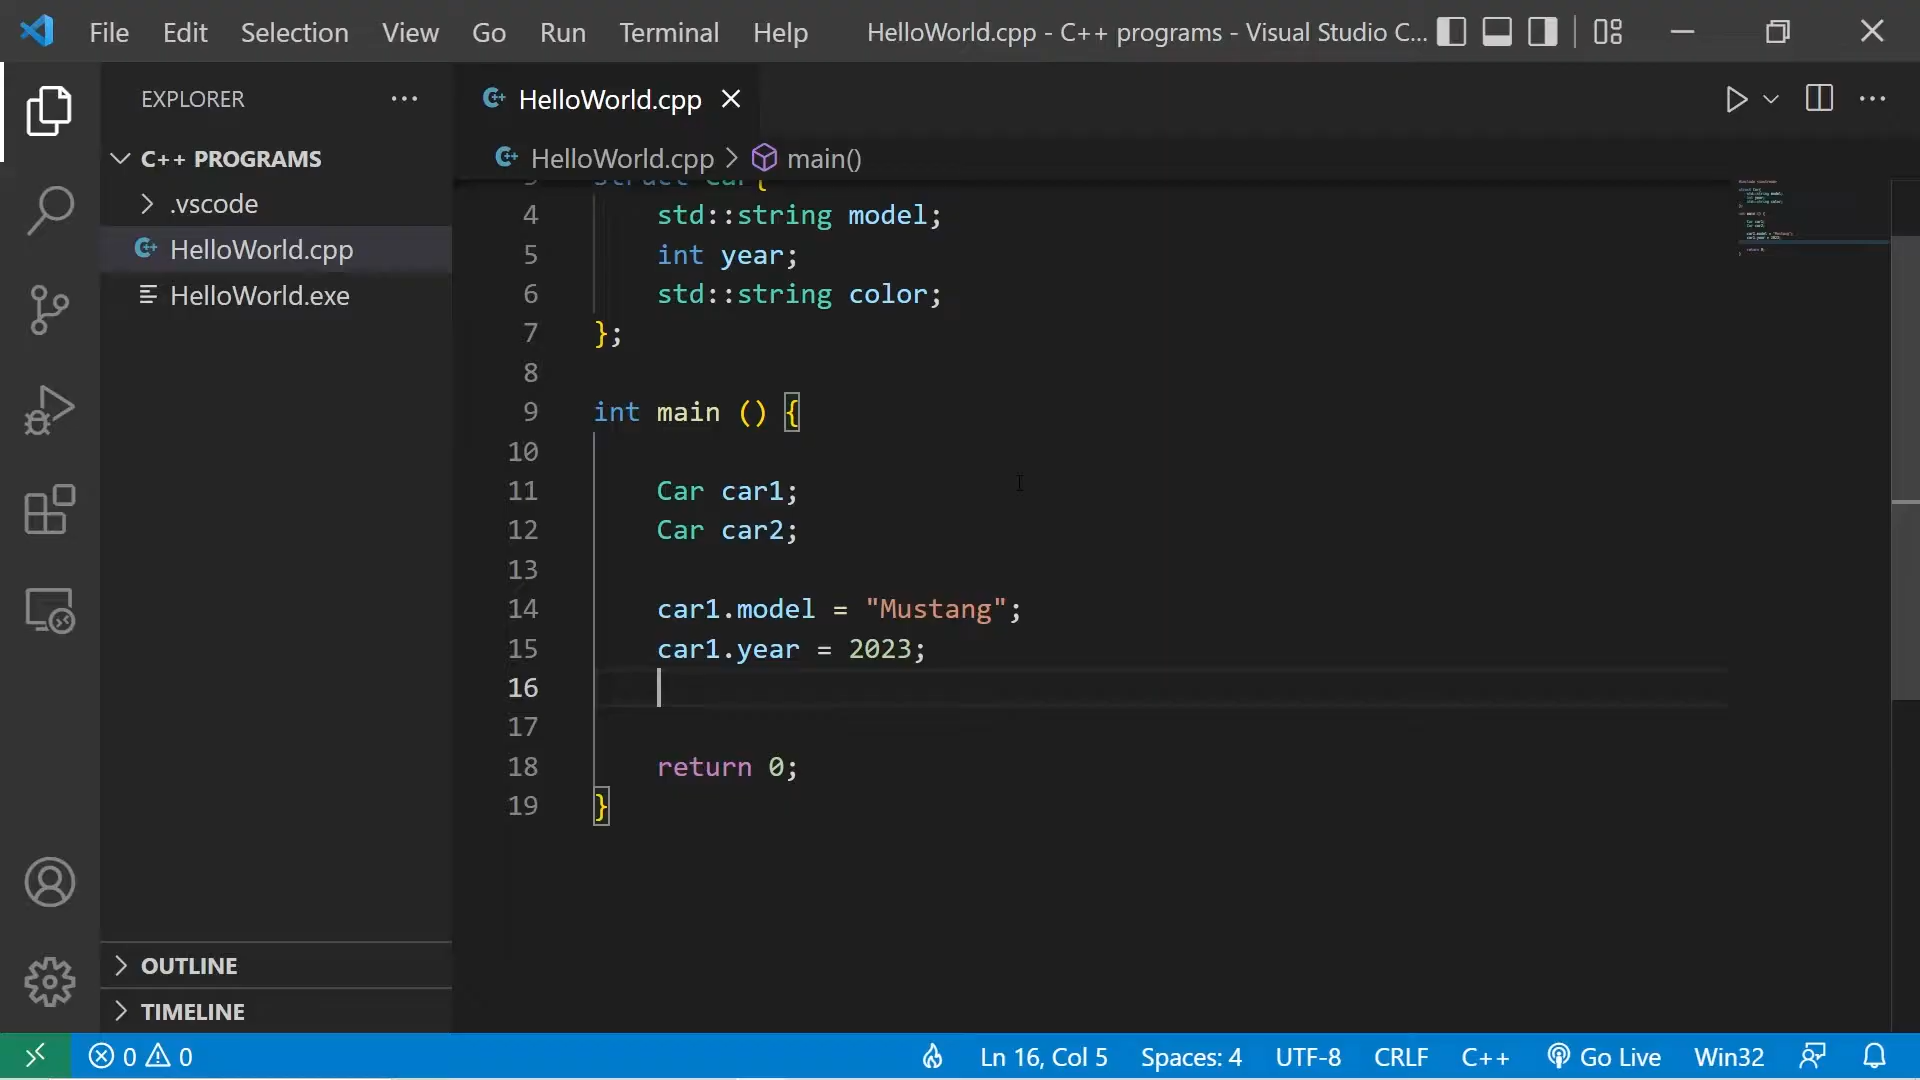 File Edit Selection View Go Run Terminal Help HelloWorld.cpp - C++ programs - Visual Studio C...
EXPLORER
C++ PROGRAMS
.vscode
HelloWorld.cpp
HelloWorld.exe
OUTLINE
TIMELINE
HelloWorld.cpp
HelloWorld.cpp > main()
3 struct Car{
4 std::string model;
5 int year;
6 std::string color;
7 };
8
9 int main () {
10
11 Car car1;
12 Car car2;
13
14 car1.model = "Mustang";
15 car1.year = 2023;
16
17
18 return 0;
19 }
0 0 Ln 16, Col 5 Spaces: 4 UTF-8 CRLF C++ Go Live Win32